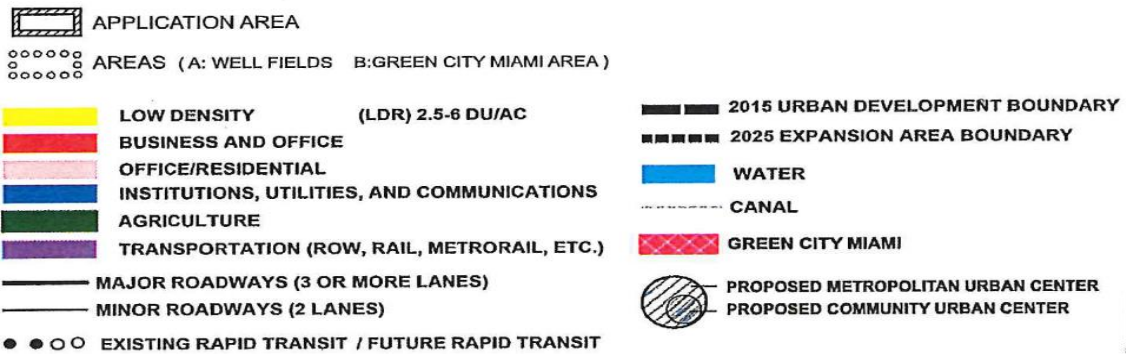 APPLICATION AREA
AREAS ( A: WELL FIELDS B:GREEN CITY MIAMI AREA )
LOW DENSITY (LDR) 2.5-6 DU/AC
BUSINESS AND OFFICE
OFFICE/RESIDENTIAL
INSTITUTIONS, UTILITIES, AND COMMUNICATIONS
AGRICULTURE
TRANSPORTATION (ROW, RAIL, METRORAIL, ETC.)
MAJOR ROADWAYS (3 OR MORE LANES)
MINOR ROADWAYS (2 LANES)
EXISTING RAPID TRANSIT / FUTURE RAPID TRANSIT
2015 URBAN DEVELOPMENT BOUNDARY
2025 EXPANSION AREA BOUNDARY
WATER
CANAL
GREEN CITY MIAMI
PROPOSED METROPOLITAN URBAN CENTER
PROPOSED COMMUNITY URBAN CENTER